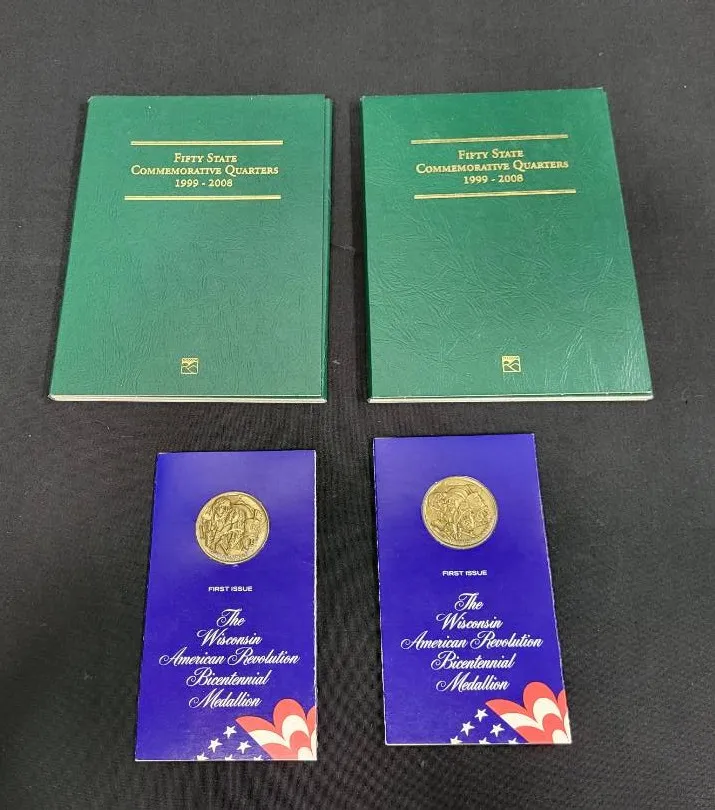 FIFTY STATE
COMMEMORATIVE QUARTERS
1999 - 2008
FIFTY STATE
COMMEMORATIVE QUARTERS
1999 - 2008
FIRST ISSUE
The
Wisconsin
American Revolution
Bicentennial
Medallion
FIRST ISSUE
The
Wisconsin
American Revolution
Bicentennial
Medallion